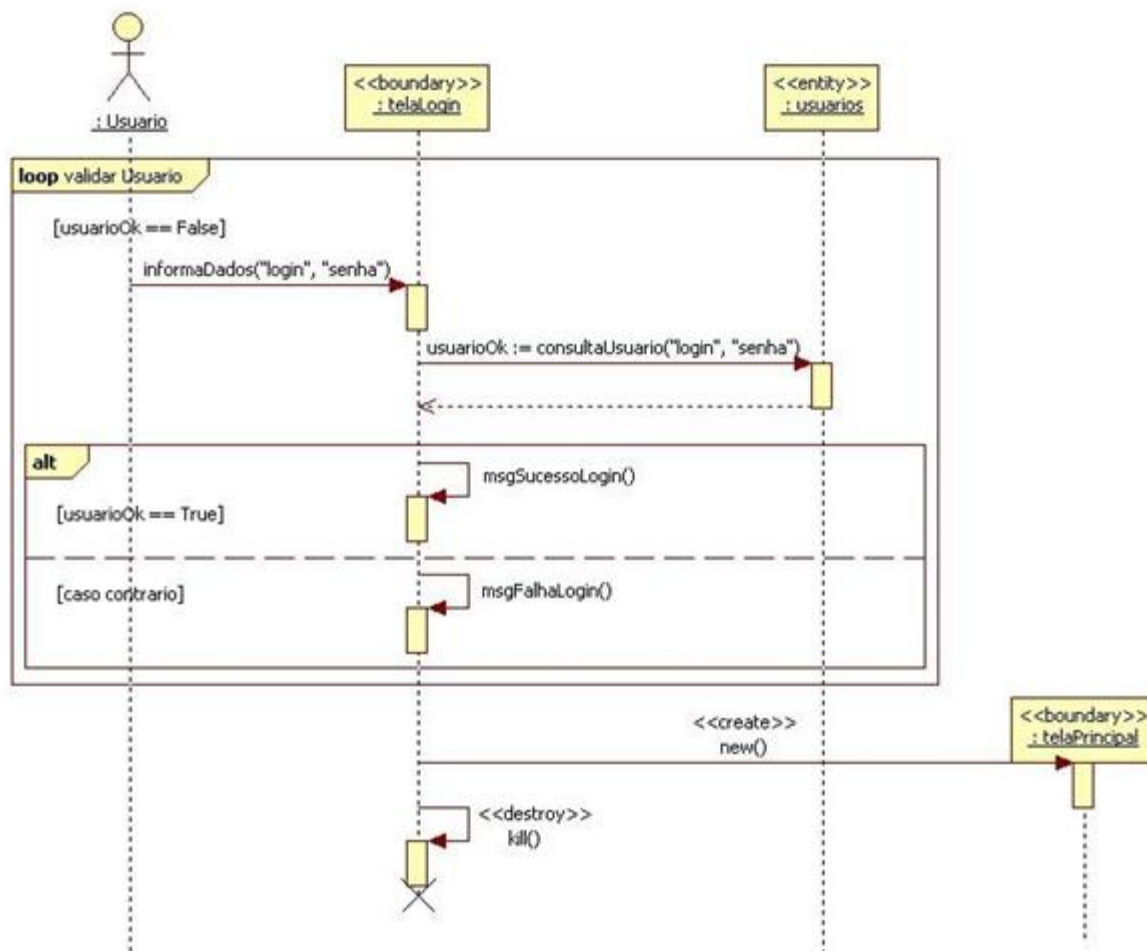 <<boundary>>
: telaLogin
<<entity>>
: usuarios
: Usuario
loop validar Usuario
[usuarioOk == False]
informaDados("login", "senha")
usuarioOk := consultaUsuario("login", "senha")
alt
msgSucessoLogin()
[usuarioOk == True]
[caso contrario]
msgFalhaLogin()
<<create>>
new()
<<boundary>>
: telaPrincipal
<<destroy>>
kill()